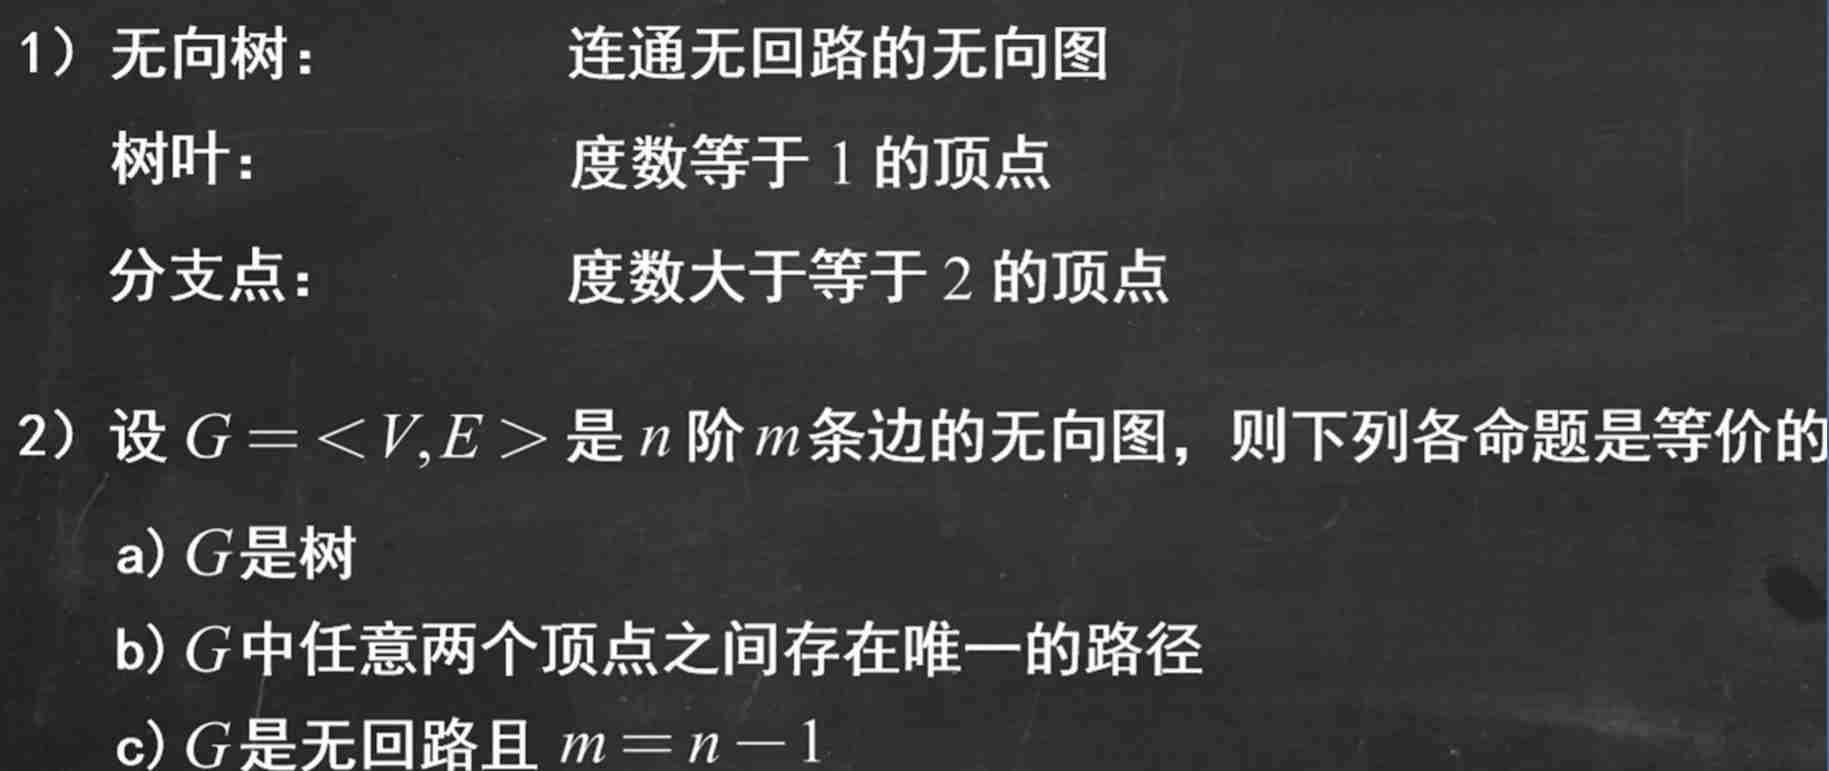 1) 无向树： 连通无回路的无向图
树叶： 度数等于 1 的顶点
分支点： 度数大于等于 2 的顶点
2) 设 G = < V, E > 是 n 阶 m 条边的无向图，则下列各命题是等价的
a) G是树
b) G中任意两个顶点之间存在唯一的路径
c) G是无回路且 m = n − 1